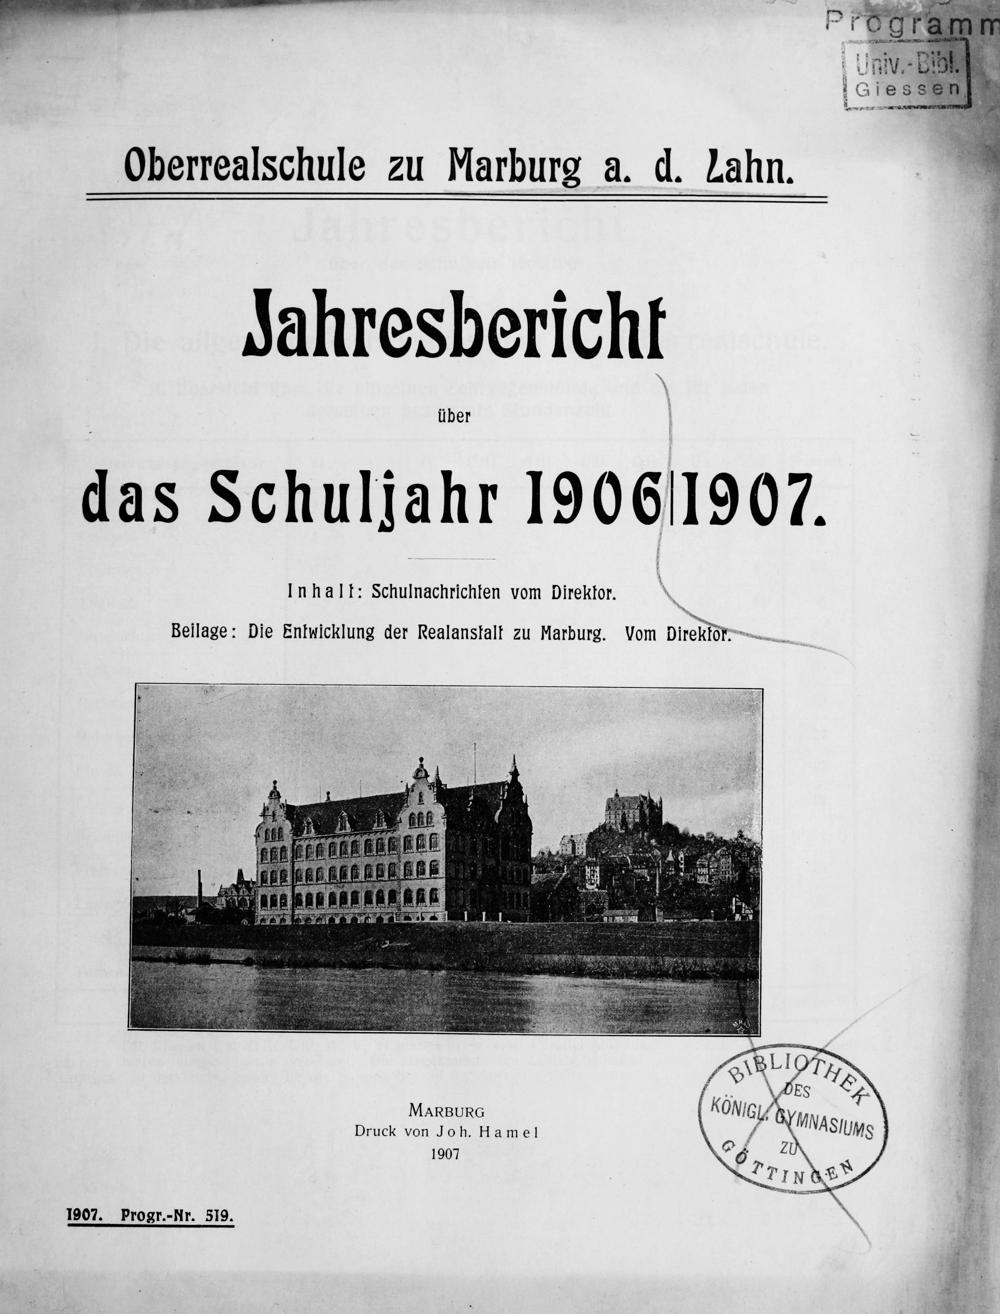 Programm
Univ.-Bibl.
Giessen
Oberrealschule zu Marburg a. d. Lahn.
Jahresbericht
über
das Schuljahr 1906|1907.
Inhalt: Schulnachrichten vom Direktor.
Beilage: Die Entwicklung der Realanstalt zu Marburg. Vom Direktor.
BIBLIOTHEK
DES
KÖNIGL. GYMNASIUMS
ZU
GÖTTINGEN
MARBURG
Druck von Joh. Hamel
1907
1907. Progr.-Nr. 519.